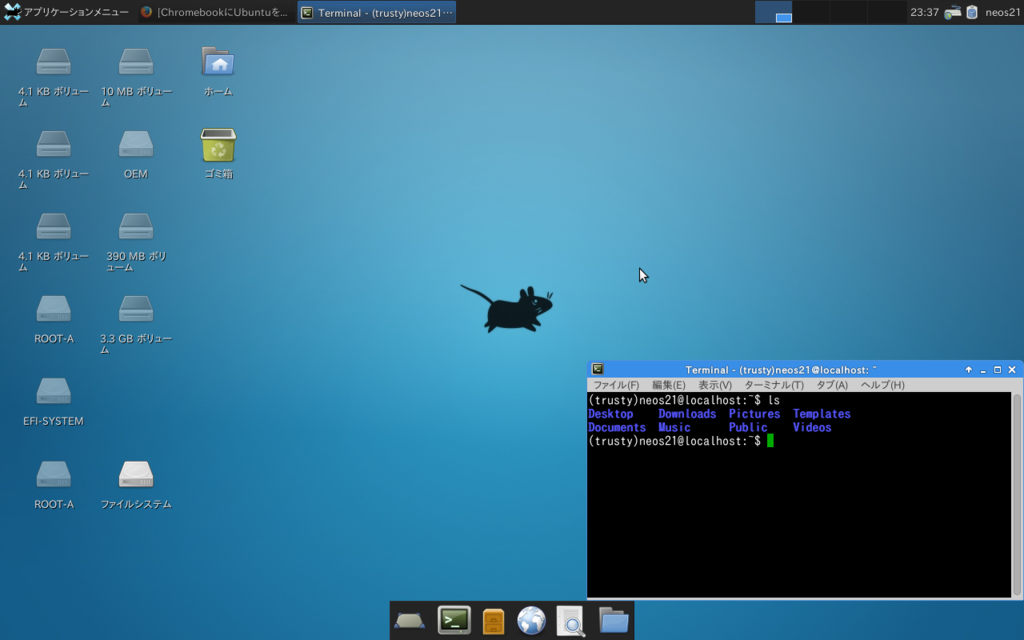 アプリケーションメニュー
[ChromebookにUbuntuを...
Terminal - (trusty)neos21...
23:37
neos21
4.1 KB ボリュー
ム
10 MB ボリュー
ム
ホーム
4.1 KB ボリュー
ム
OEM
ゴミ箱
4.1 KB ボリュー
ム
390 MB ボリ
ューム
ROOT-A
3.3 GB ボリュー
ム
EFI-SYSTEM
ROOT-A
ファイルシステム
Terminal - (trusty)neos21@localhost: ~
ファイル(F) 編集(E) 表示(V) ターミナル(T) タブ(A) ヘルプ(H)
(trusty)neos21@localhost:~$ ls
Desktop Downloads Pictures Templates
Documents Music Public Videos
(trusty)neos21@localhost:~$